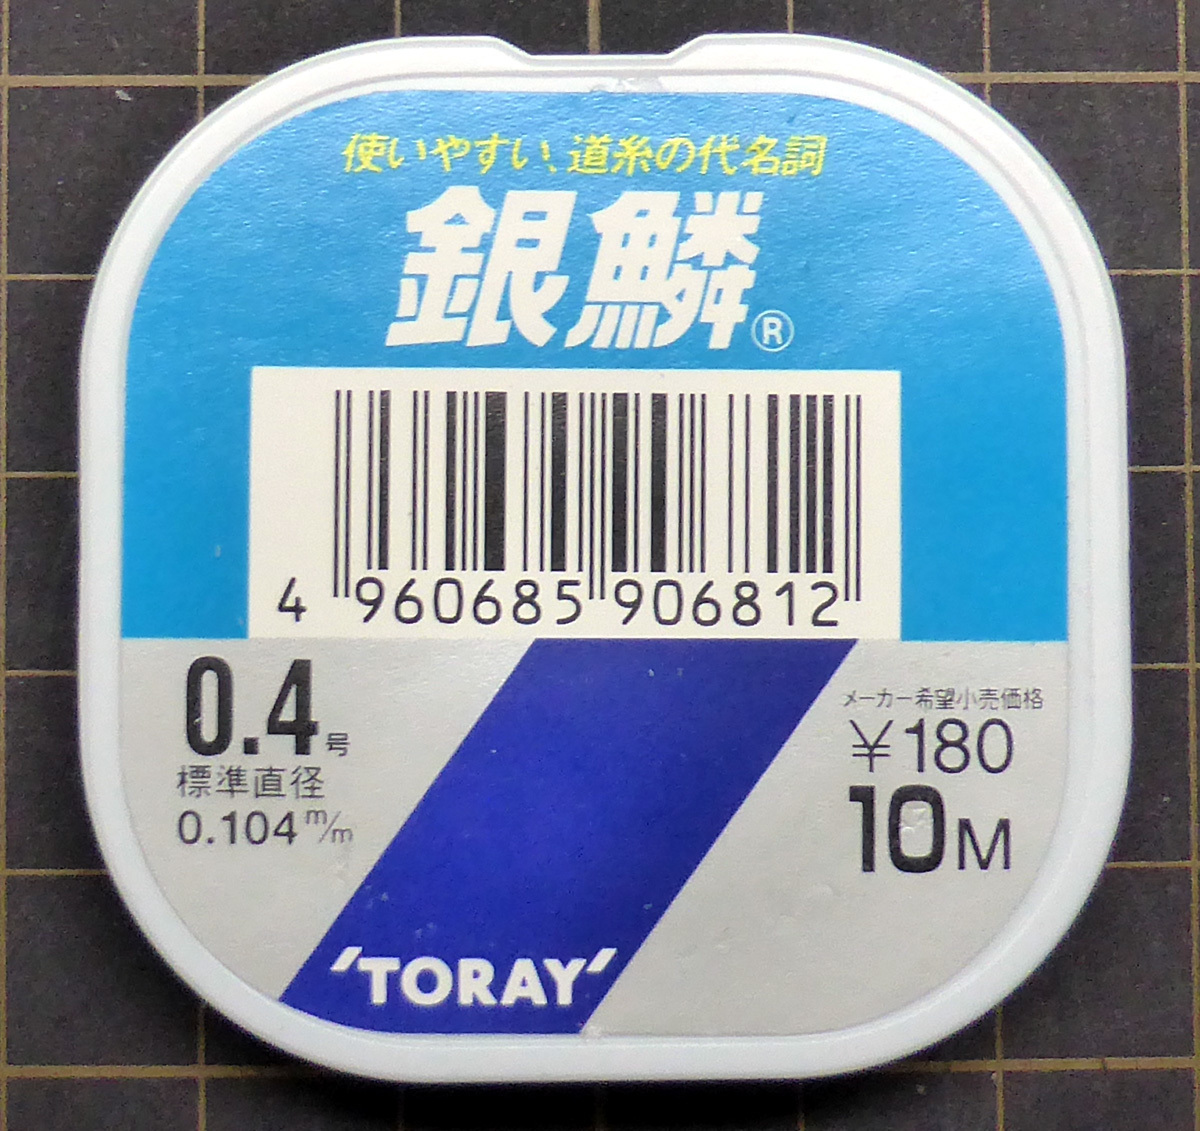 使いやすい、道糸の代名詞
銀鱗®
4 960685 906812
0.4号
標準直径
0.104 m/m
メーカー希望小売価格
¥180
10M
'TORAY'